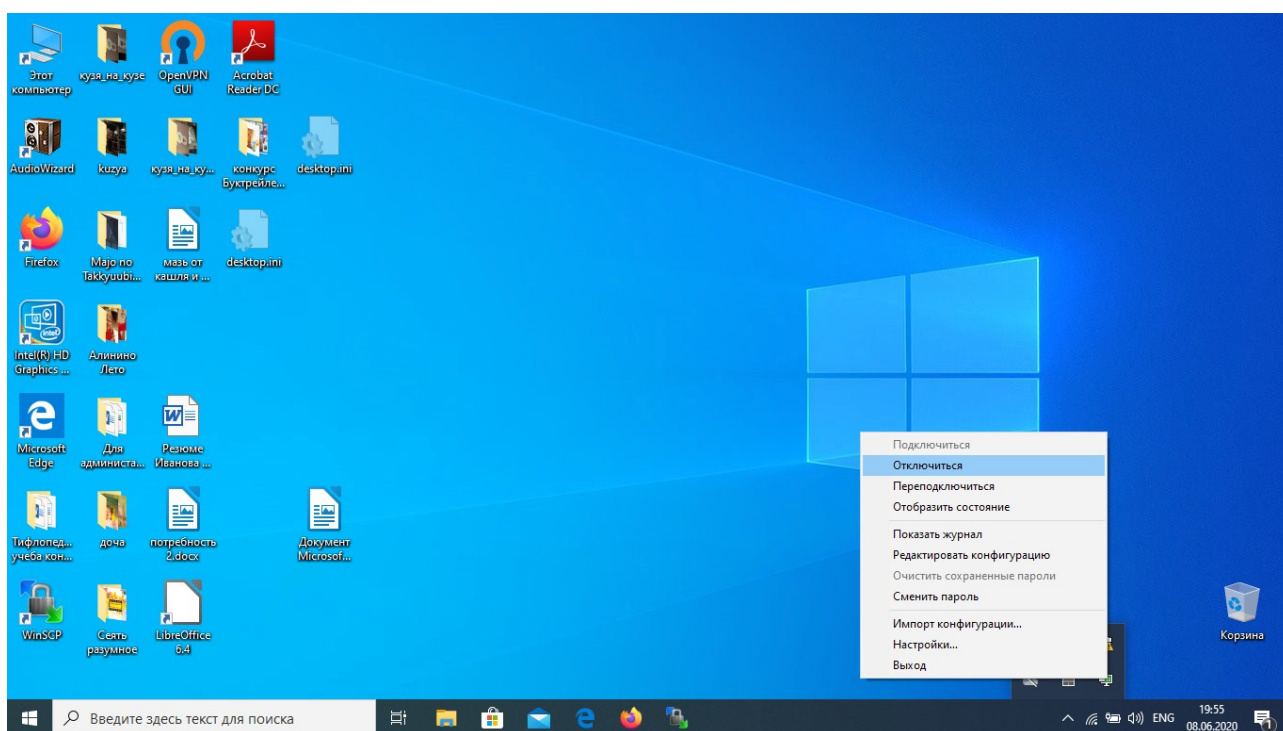 Этот
компьютер
кузя_на_кузе
OpenVPN
GUI
Acrobat
Reader DC
AudioWizard
kuzya
кузя_на_ку...
конкурс
Буктрейле...
desktop.ini
Firefox
Majo no
Takkyuubi...
мазь от
кашля и ...
desktop.ini
Intel(R) HD
Graphics ...
Алинино
Лето
Microsoft
Edge
Для
администа...
Резюме
Иванова ...
Тифлопед...
учеба кон...
доча
потребность
2.docx
Документ
Microsof...
WinSCP
Сеять
разумное
LibreOffice
6.4
Подключиться
Отключиться
Переподключиться
Отобразить состояние
Показать журнал
Редактировать конфигурацию
Очистить сохраненные пароли
Сменить пароль
Импорт конфигурации...
Настройки...
Выход
Корзина
Введите здесь текст для поиска
ENG
19:55
08.06.2020
1